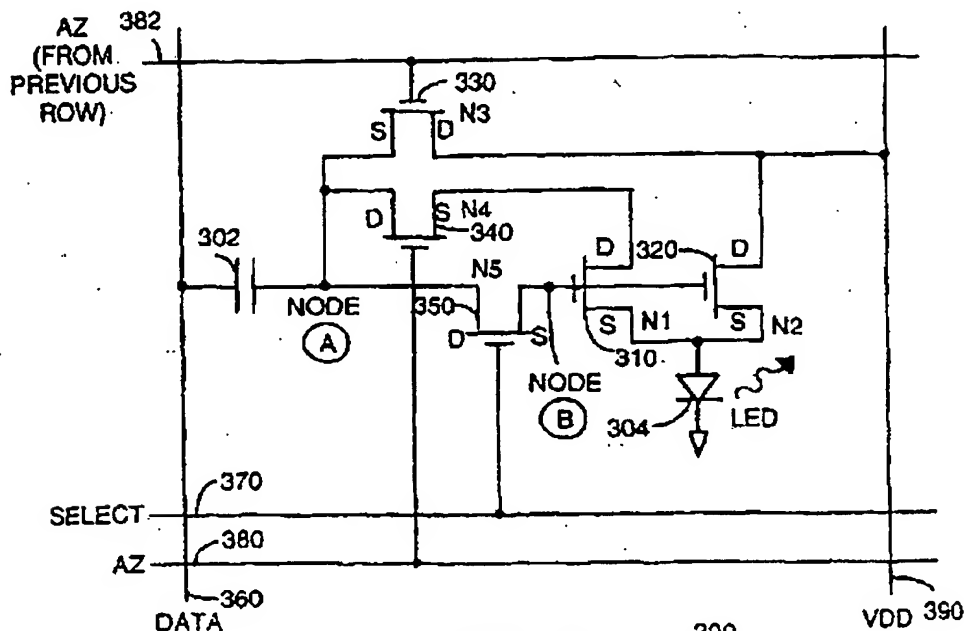 AZ 382
(FROM
PREVIOUS
ROW)
330
N3
S D
D S N4
340
302
320
D D
N5
NODE
A
350
D S
S N1
310
S N2
NODE
B
304
LED
SELECT 370
AZ 380
360
DATA
390
VDD